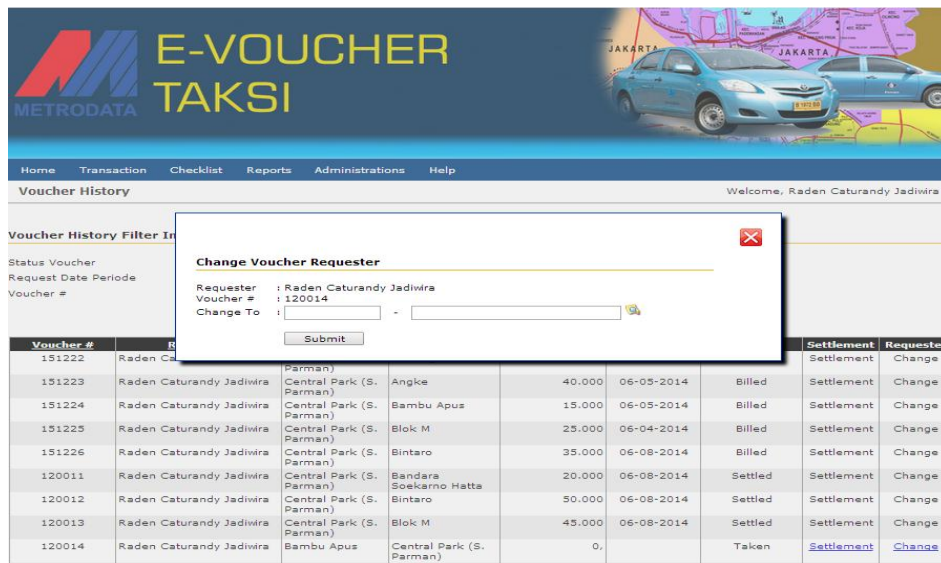 E-VOUCHER
TAKSI
METRODATA
JAKARTA
JAKARTA
Home Transaction Checklist Reports Administrations Help
Voucher History
Welcome, Raden Caturandy Jadiwira
Voucher History Filter In
Change Voucher Requester
Status Voucher
Request Date Periode
Voucher #
Requester : Raden Caturandy Jadiwira
Voucher # : 120014
Change To : -
Submit
Voucher # R Settlement Requeste
151222 Raden Ca Parman) Settlement Change
151223 Raden Caturandy Jadiwira Central Park (S. Angke 40.000 06-05-2014 Billed Settlement Change
Parman)
151224 Raden Caturandy Jadiwira Central Park (S. Bambu Apus 15.000 06-05-2014 Billed Settlement Change
Parman)
151225 Raden Caturandy Jadiwira Central Park (S. Blok M 25.000 06-04-2014 Billed Settlement Change
Parman)
151226 Raden Caturandy Jadiwira Central Park (S. Bintaro 35.000 06-08-2014 Billed Settlement Change
Parman)
120011 Raden Caturandy Jadiwira Central Park (S. Bandara 20.000 06-08-2014 Settled Settlement Change
Parman) Soekarno Hatta
120012 Raden Caturandy Jadiwira Central Park (S. Bintaro 50.000 06-08-2014 Settled Settlement Change
Parman)
120013 Raden Caturandy Jadiwira Central Park (S. Blok M 45.000 06-08-2014 Settled Settlement Change
Parman)
120014 Raden Caturandy Jadiwira Bambu Apus Central Park (S. 0, Taken Settlement Change
Parman)